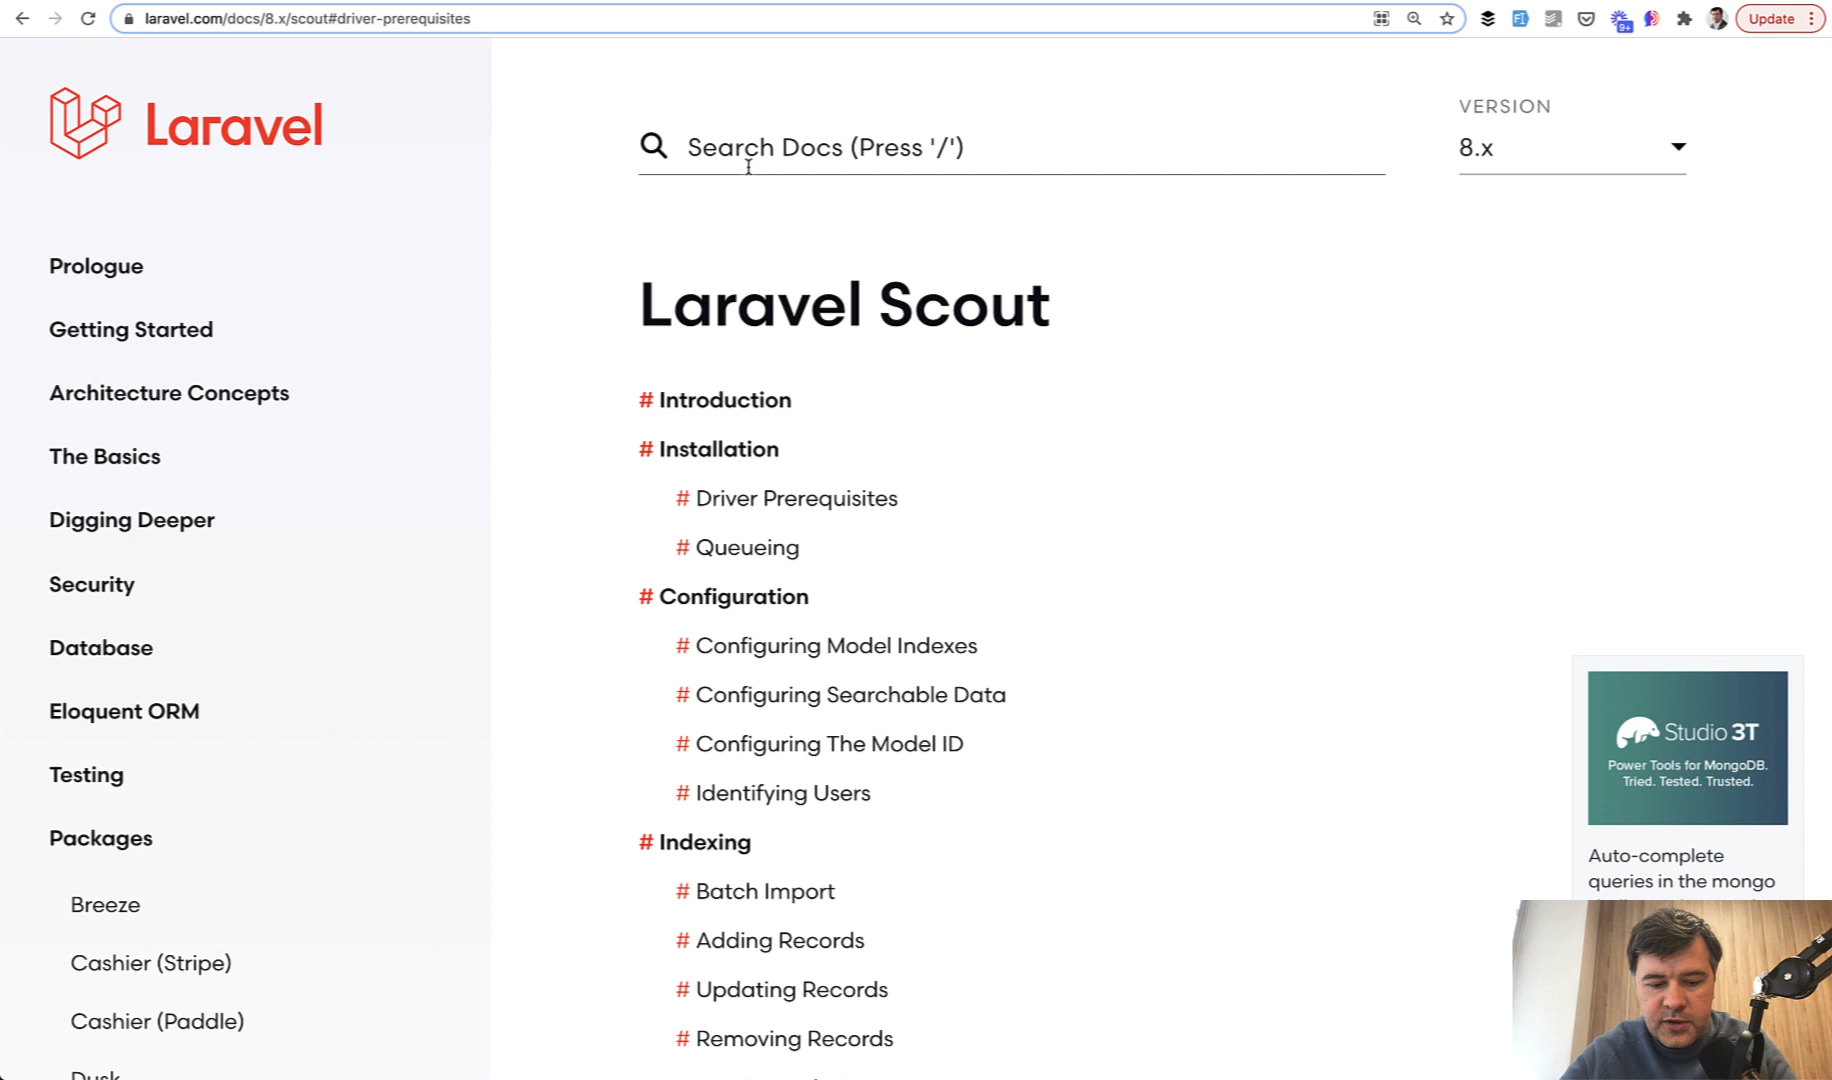 laravel.com/docs/8.x/scout#driver-prerequisites
9+
Update
Laravel
Search Docs (Press '/')
VERSION
8.x
Prologue
Getting Started
Architecture Concepts
The Basics
Digging Deeper
Security
Database
Eloquent ORM
Testing
Packages
Breeze
Cashier (Stripe)
Cashier (Paddle)
Dusk
Laravel Scout
# Introduction
# Installation
# Driver Prerequisites
# Queueing
# Configuration
# Configuring Model Indexes
# Configuring Searchable Data
# Configuring The Model ID
# Identifying Users
# Indexing
# Batch Import
# Adding Records
# Updating Records
# Removing Records
Studio 3T
Power Tools for MongoDB.
Tried. Tested. Trusted.
Auto-complete
queries in the mongo